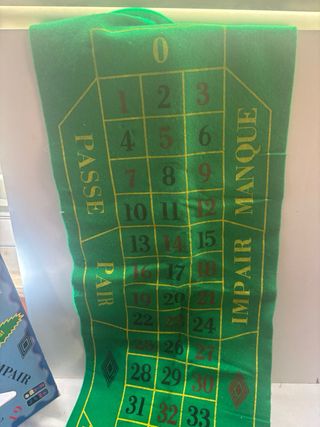 0
1 2 3
4 5 6
7 8 9
10 11 12
13 14 15
16 17 18
19 20 21
22 23 24
25 26 27
28 29 30
31 32 33
PASSE
PAIR
MANQUE
IMPAIR
PAIR